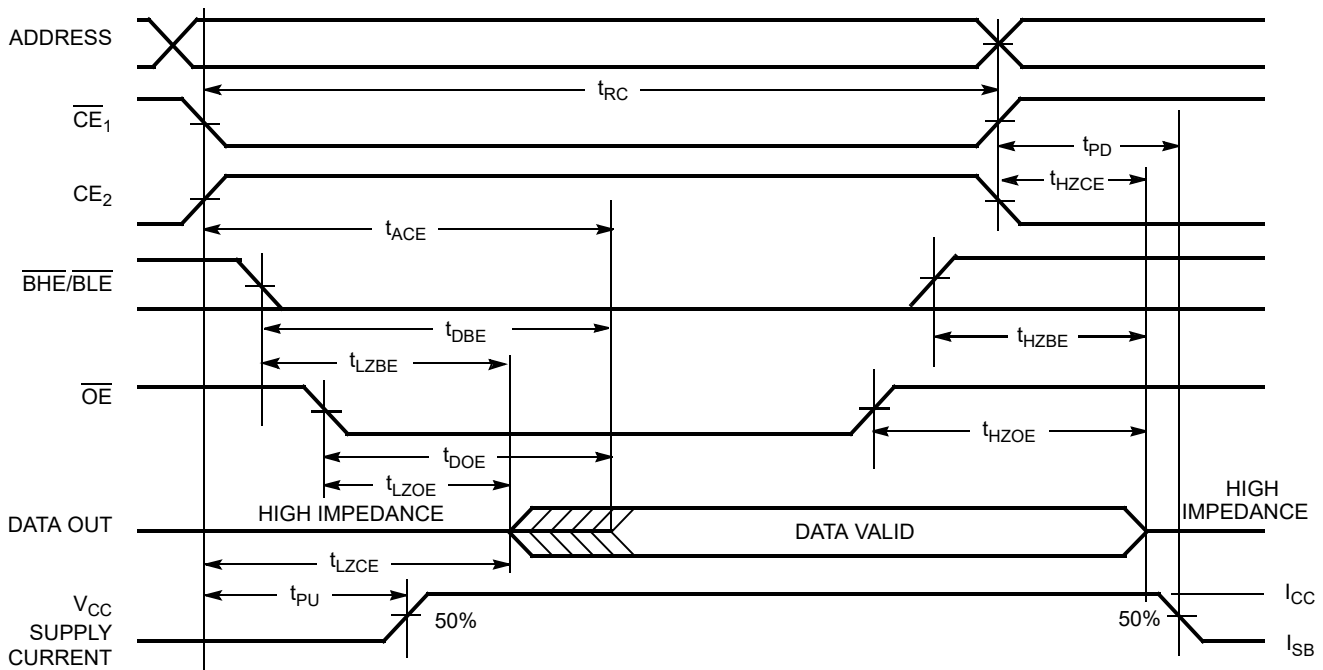 ADDRESS
tRC
CE1
tPD
tHZCE
CE2
tACE
BHE/BLE
tDBE
tHZBE
tLZBE
OE
tHZOE
tDOE
tLZOE
HIGH IMPEDANCE
HIGH
IMPEDANCE
DATA OUT
DATA VALID
tLZCE
tPU
VCC
SUPPLY
CURRENT
50%
50%
ICC
ISB